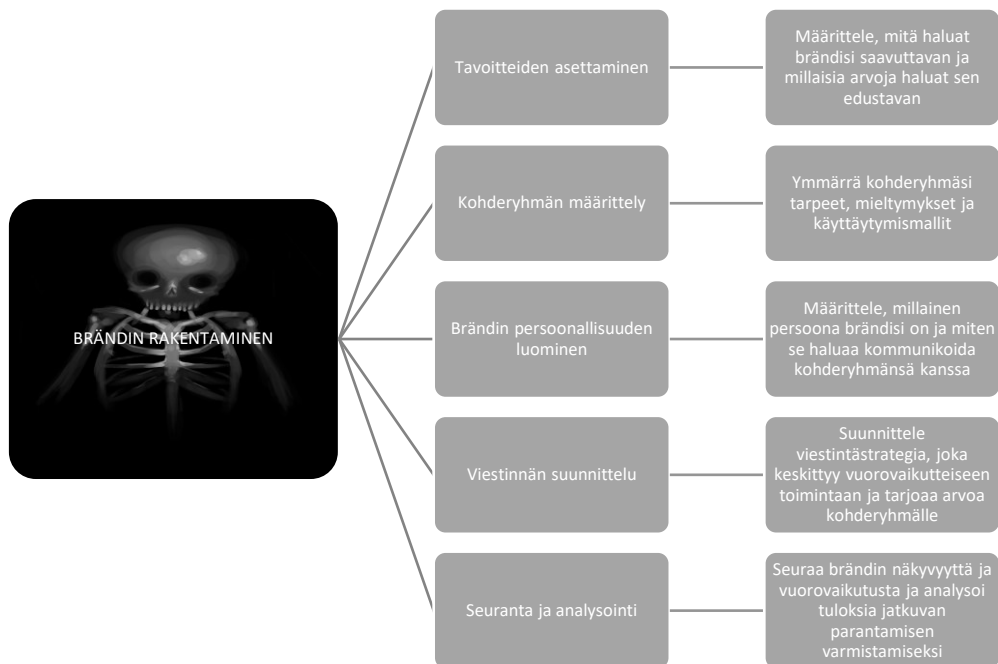 BRÄNDIN RAKENTAMINEN
Tavoitteiden asettaminen
Määrittele, mitä haluat
brändisi saavuttavan ja
millaisia arvoja haluat sen
edustavan
Kohderyhmän määrittely
Ymmärrä kohderyhmäsi
tarpeet, mieltymykset ja
käyttäytymismallit
Brändin persoonallisuuden
luominen
Määrittele, millainen
persoona brändisi on ja miten
se haluaa kommunikoida
kohderyhmänsä kanssa
Viestinnän suunnittelu
Suunnittele
viestintästrategia, joka
keskittyy vuorovaikutteiseen
toimintaan ja tarjoaa arvoa
kohderyhmälle
Seuranta ja analysointi
Seuraa brändin näkyvyyttä ja
vuorovaikutusta ja analysoi
tuloksia jatkuvan
parantamisen
varmistamiseksi